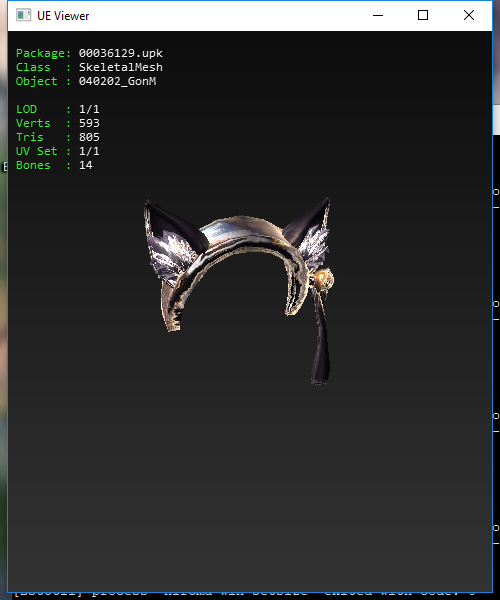 UE Viewer
Package: 00036129.upk
Class : SkeletalMesh
Object : 040202_GonM
LOD : 1/1
Verts : 593
Tris : 805
UV Set : 1/1
Bones : 14